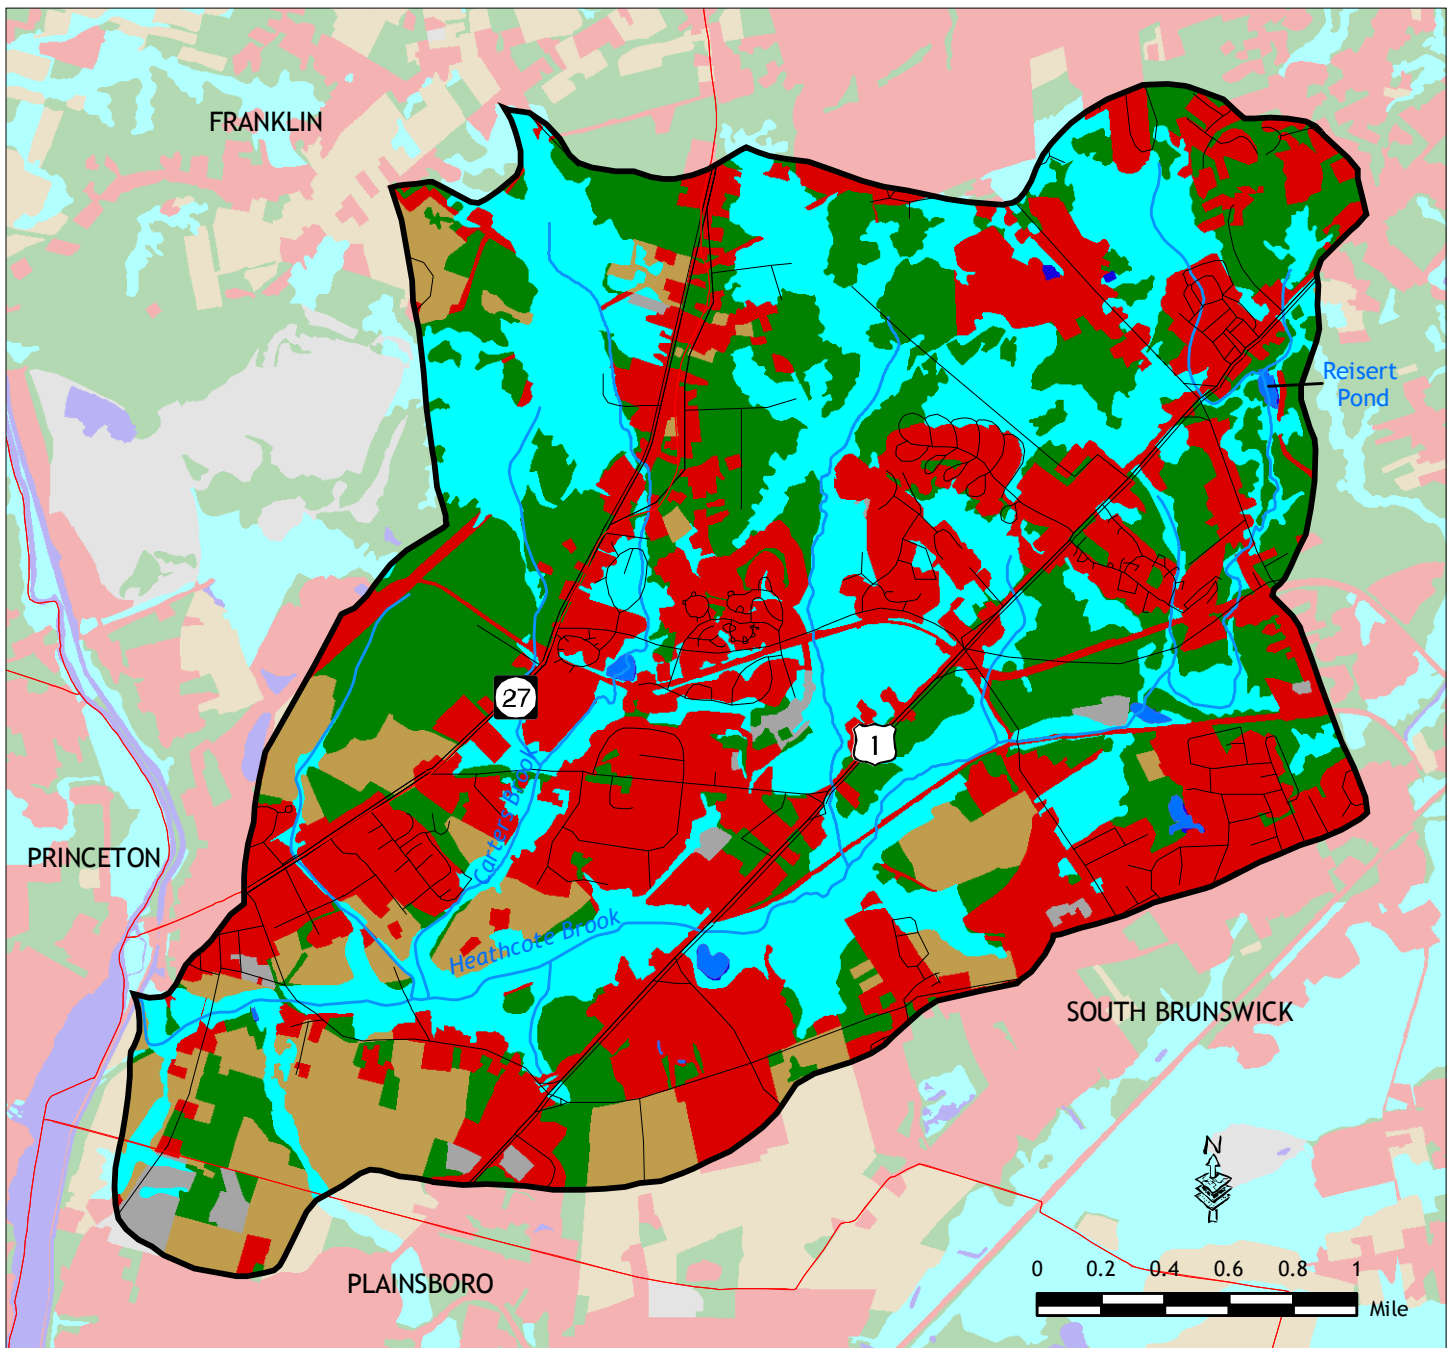 FRANKLIN
Reisert
Pond
27
1
Carters Brook
PRINCETON
Heathcote Brook
SOUTH BRUNSWICK
N
PLAINSBORO
0 0.2 0.4 0.6 0.8 1
Mile